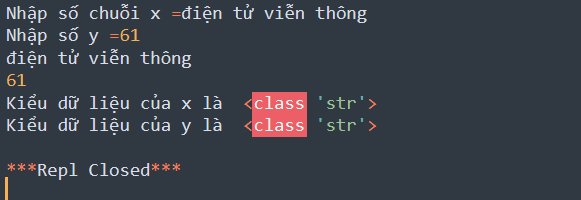 Nhập số chuỗi x =điện tử viễn thông
Nhập số y =61
điện tử viễn thông
61
Kiểu dữ liệu của x là  <class 'str'>
Kiểu dữ liệu của y là  <class 'str'>
***Repl Closed***